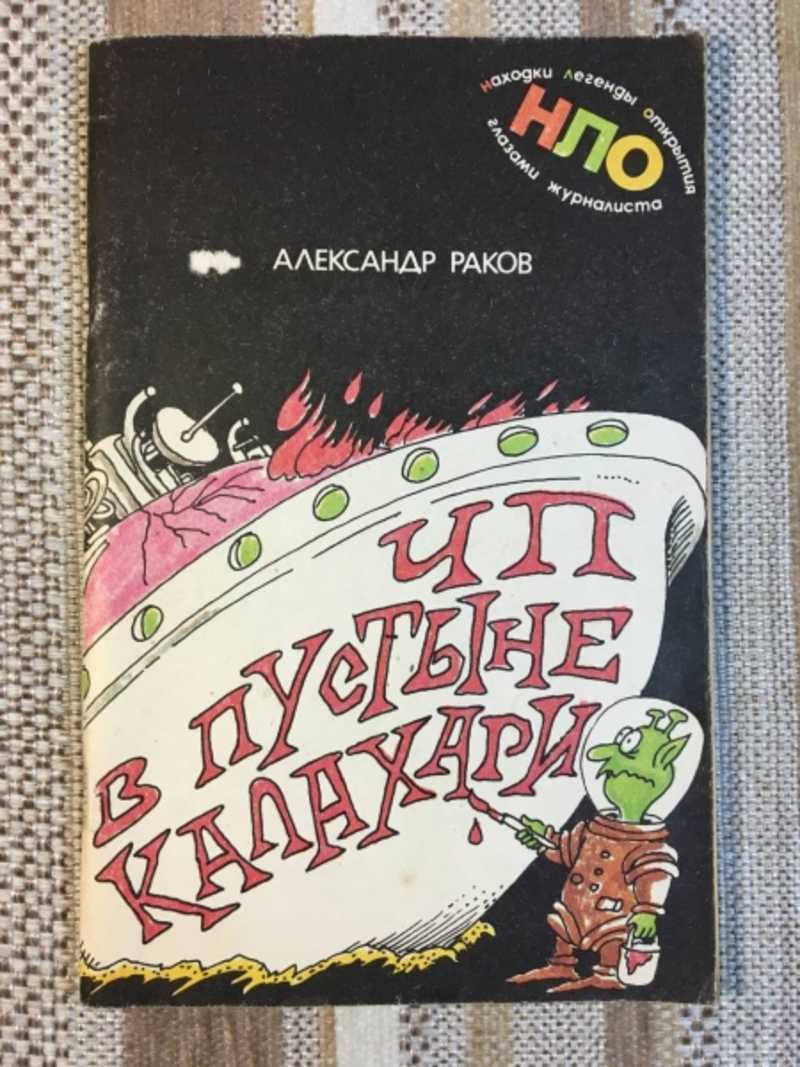 находки легенды открытия
НЛО
глазами журналиста
АЛЕКСАНДР РАКОВ
ЧП
В ПУСТЫНЕ
КАЛАХАРИ